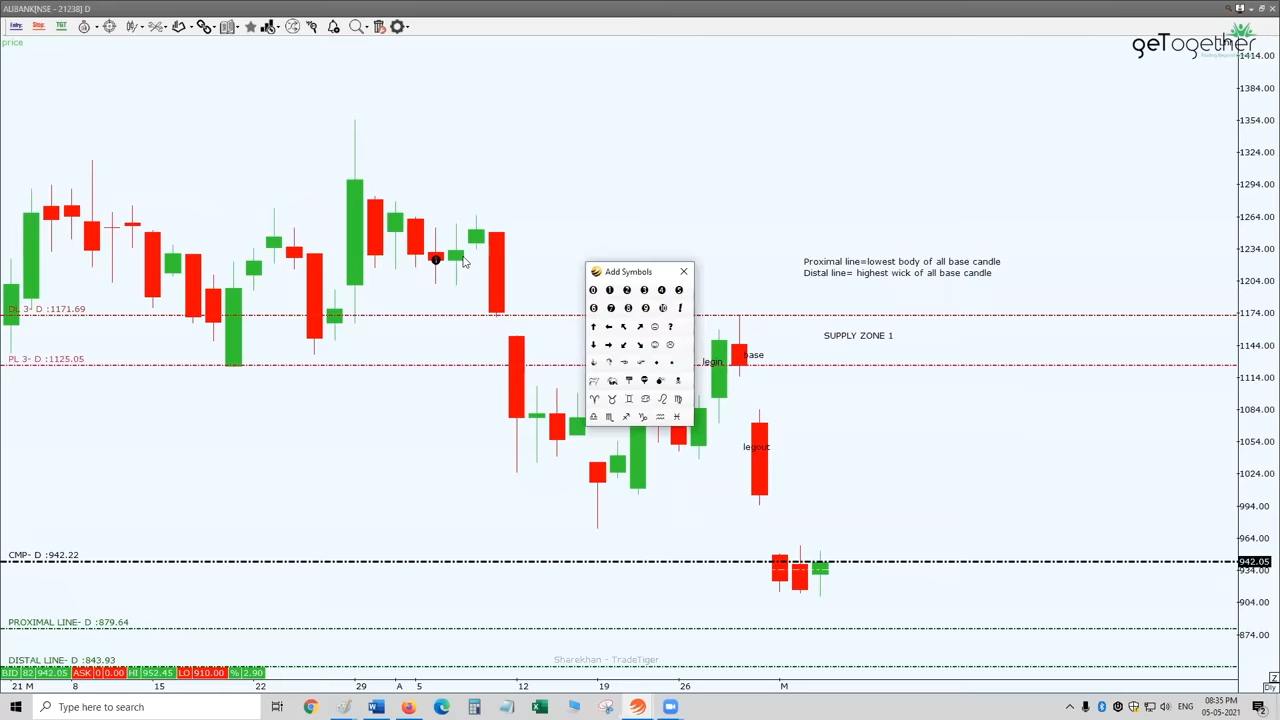 AUBANK[NSE - 21238] D
Entry
Stop
TGT
price
geTogether
1414.00
1384.00
1354.00
1324.00
1294.00
1264.00
1234.00
1204.00
1174.00
1144.00
1114.00
1084.00
1054.00
1024.00
994.00
964.00
942.05
934.00
904.00
874.00
Proximal line=lowest body of all base candle
Distal line= highest wick of all base candle
Add Symbols
DL 3- D :1171.69
SUPPLY ZONE 1
PL 3- D :1125.05
legin
base
legout
CMP- D :942.22
PROXIMAL LINE- D :879.64
DISTAL LINE- D :843.93
Sharekhan - TradeTiger
BID 82 942.05 ASK 0 0.00 HI 952.45 LO 910.00 % 2.90
21 M 8 15 22 29 A 5 12 19 26 M
Dly
Type here to search
ENG
08:35 PM
05-05-2021